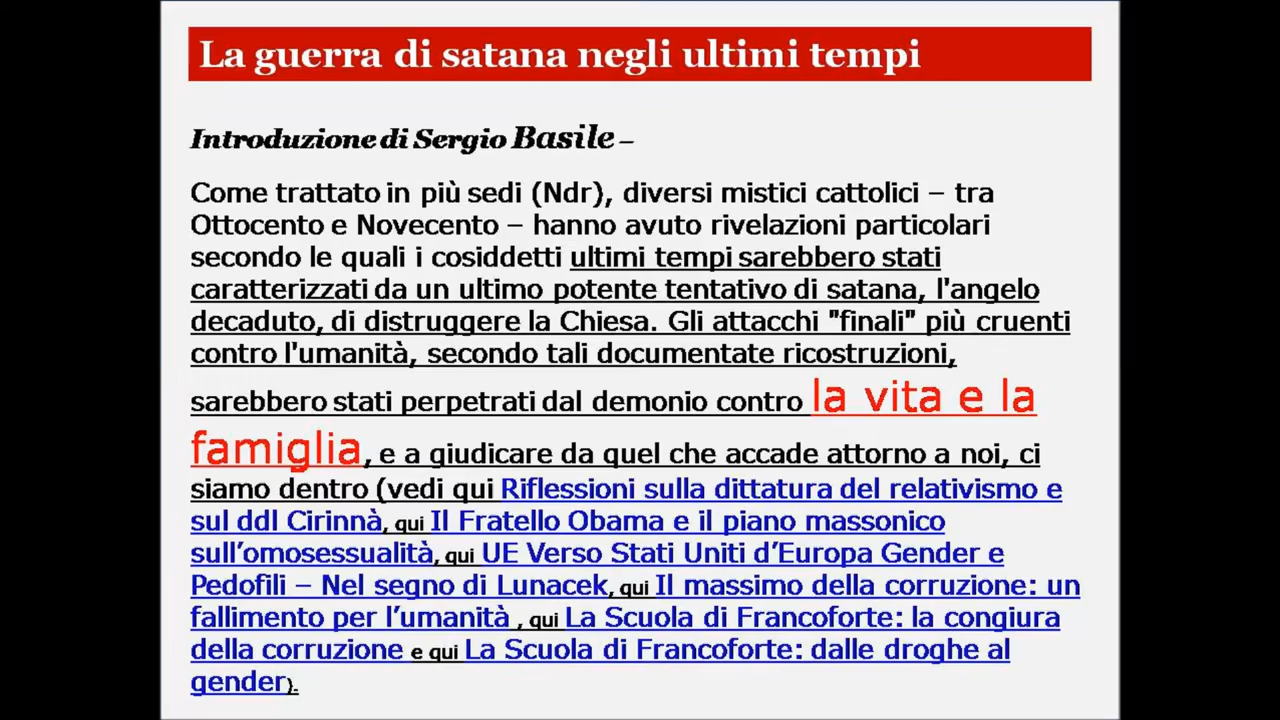 La guerra di satana negli ultimi tempi
Introduzione di Sergio Basile –
Come trattato in più sedi (Ndr), diversi mistici cattolici – tra
Ottocento e Novecento – hanno avuto rivelazioni particolari
secondo le quali i cosiddetti ultimi tempi sarebbero stati
caratterizzati da un ultimo potente tentativo di satana, l'angelo
decaduto, di distruggere la Chiesa. Gli attacchi "finali" più cruenti
contro l'umanità, secondo tali documentate ricostruzioni,
sarebbero stati perpetrati dal demonio contro la vita e la
famiglia, e a giudicare da quel che accade attorno a noi, ci
siamo dentro (vedi qui Riflessioni sulla dittatura del relativismo e
sul ddl Cirinnà, qui Il Fratello Obama e il piano massonico
sull’omosessualità, qui UE Verso Stati Uniti d’Europa Gender e
Pedofili – Nel segno di Lunacek, qui Il massimo della corruzione: un
fallimento per l’umanità , qui La Scuola di Francoforte: la congiura
della corruzione e qui La Scuola di Francoforte: dalle droghe al
gender).